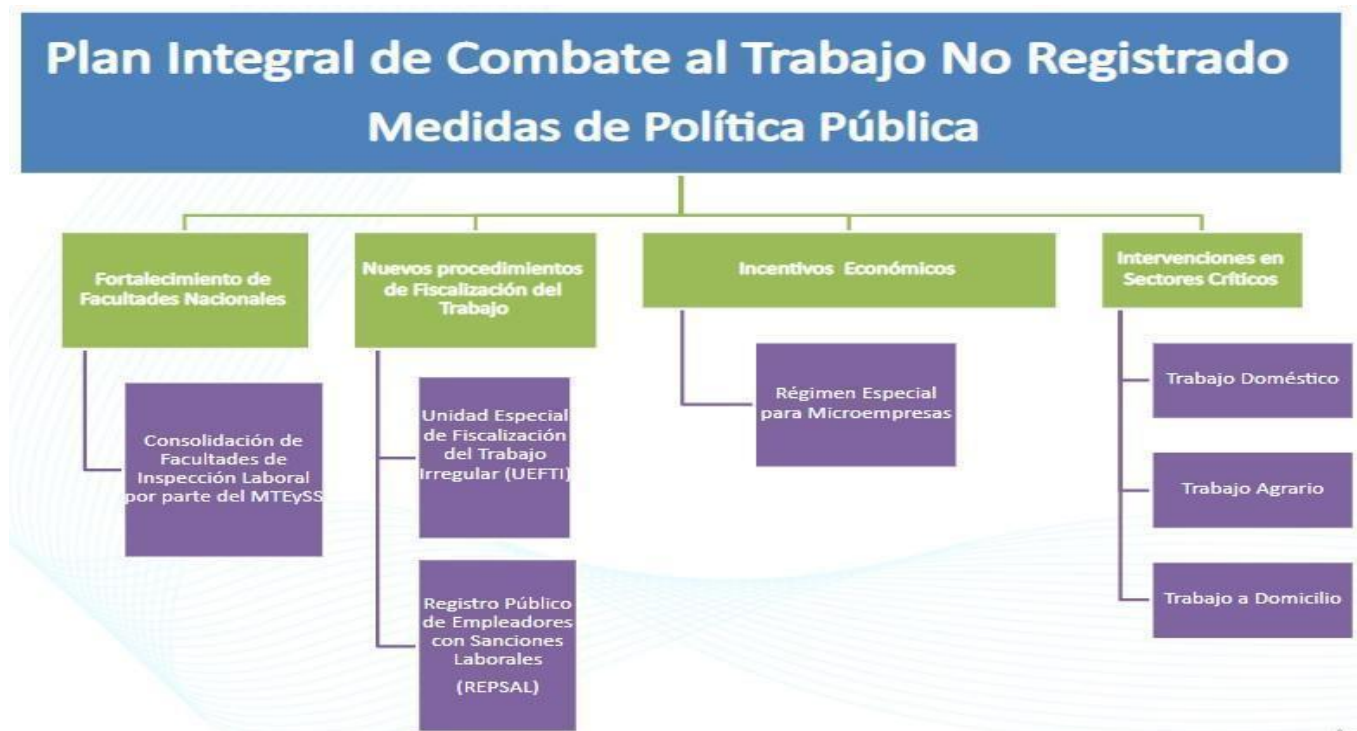 Plan Integral de Combate al Trabajo No Registrado
Medidas de Política Pública
Fortalecimiento de
Facultades Nacionales
Consolidación de
Facultades de
Inspección Laboral
por parte del MTEySS
Nuevos procedimientos
de Fiscalización del
Trabajo
Unidad Especial
de Fiscalización
del Trabajo
Irregular (UEFTI)
Registro Público
de Empleadores
con Sanciones
Laborales
(REPSAL)
Incentivos Económicos
Régimen Especial
para Microempresas
Intervenciones en
Sectores Críticos
Trabajo Doméstico
Trabajo Agrario
Trabajo a Domicilio